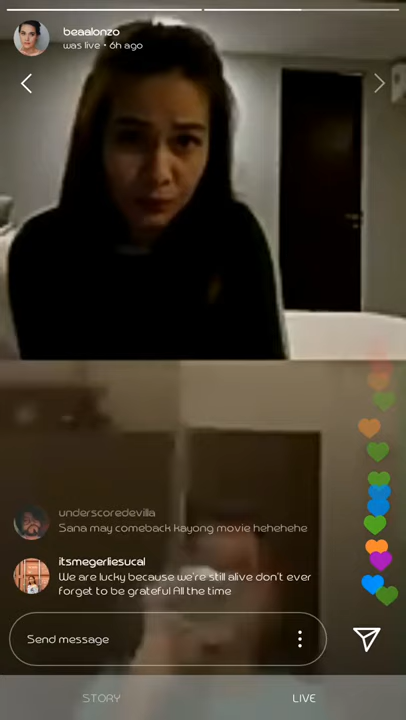 beaalonzo
was live • 6h ago
underscoredevilla
Sana may comeback kayong movie hehehehe
itsmegerliesucal
We are lucky because we're still alive don't ever
forget to be grateful All the time
Send message
STORY
LIVE